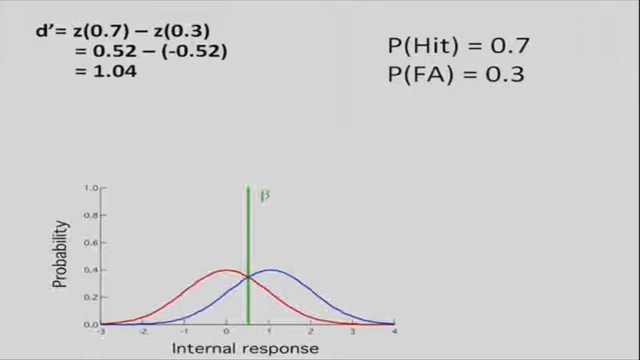 d'= z(0.7) – z(0.3)
= 0.52 – (-0.52)
= 1.04
P(Hit) = 0.7
P(FA) = 0.3
β
Probability
1.0
0.8
0.6
0.4
0.2
0.0
-3 -2 -1 0 1 2 3 4
Internal response